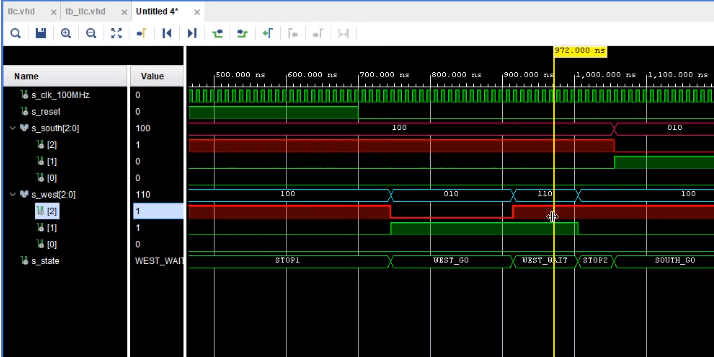 tlc.vhd × tb_tlc.vhd × Untitled 4* ×
972.000 ns
Name Value
500.000 ns 600.000 ns 700.000 ns 800.000 ns 900.000 ns 1,000.000 ns 1,100.000 ns
s_clk_100MHz 0
s_reset 0
s_south[2:0] 100 100 010
[2] 1
[1] 0
[0] 0
s_west[2:0] 110 100 010 110 100
[2] 1
[1] 1
[0] 0
s_state WEST_WAIT STOP1 WEST_GO WEST_WAIT STOP2 SOUTH_GO